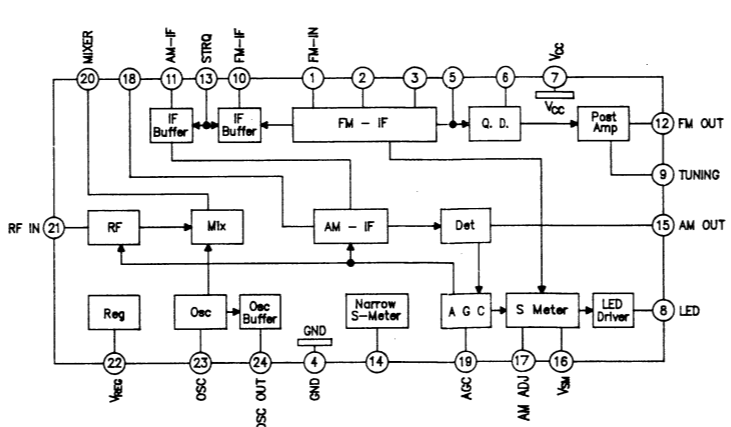 MIXER
AM-IF
STRQ
FM-IF
FM-IN
Vcc
20
18
11
13
10
1
2
3
5
6
7
Vcc
IF
Buffer
IF
Buffer
FM - IF
Q. D.
Post
Amp
12
FM OUT
9
TUNING
RF IN
21
RF
Mix
AM - IF
Det
15
AM OUT
Reg
Osc
Osc
Buffer
GND
Narrow
S-Meter
A G C
S Meter
LED
Driver
8
LED
22
23
24
4
14
19
17
16
VREG
OSC
OSC OUT
GND
AGC
AM ADJ
VSM